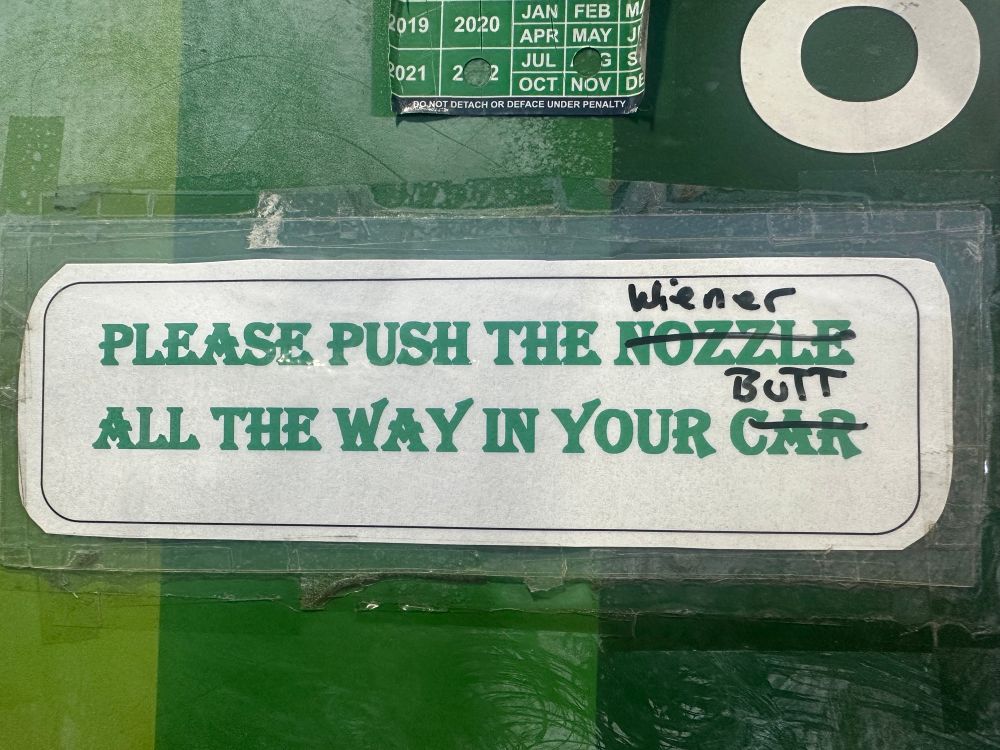 2019 2020 JAN FEB
APR MAY
2021 JUL
OCT NOV
DO NOT DETACH OR DEFACE UNDER PENALTY
O
Wiener
PLEASE PUSH THE NOZZLE
BUTT
ALL THE WAY IN YOUR CAR